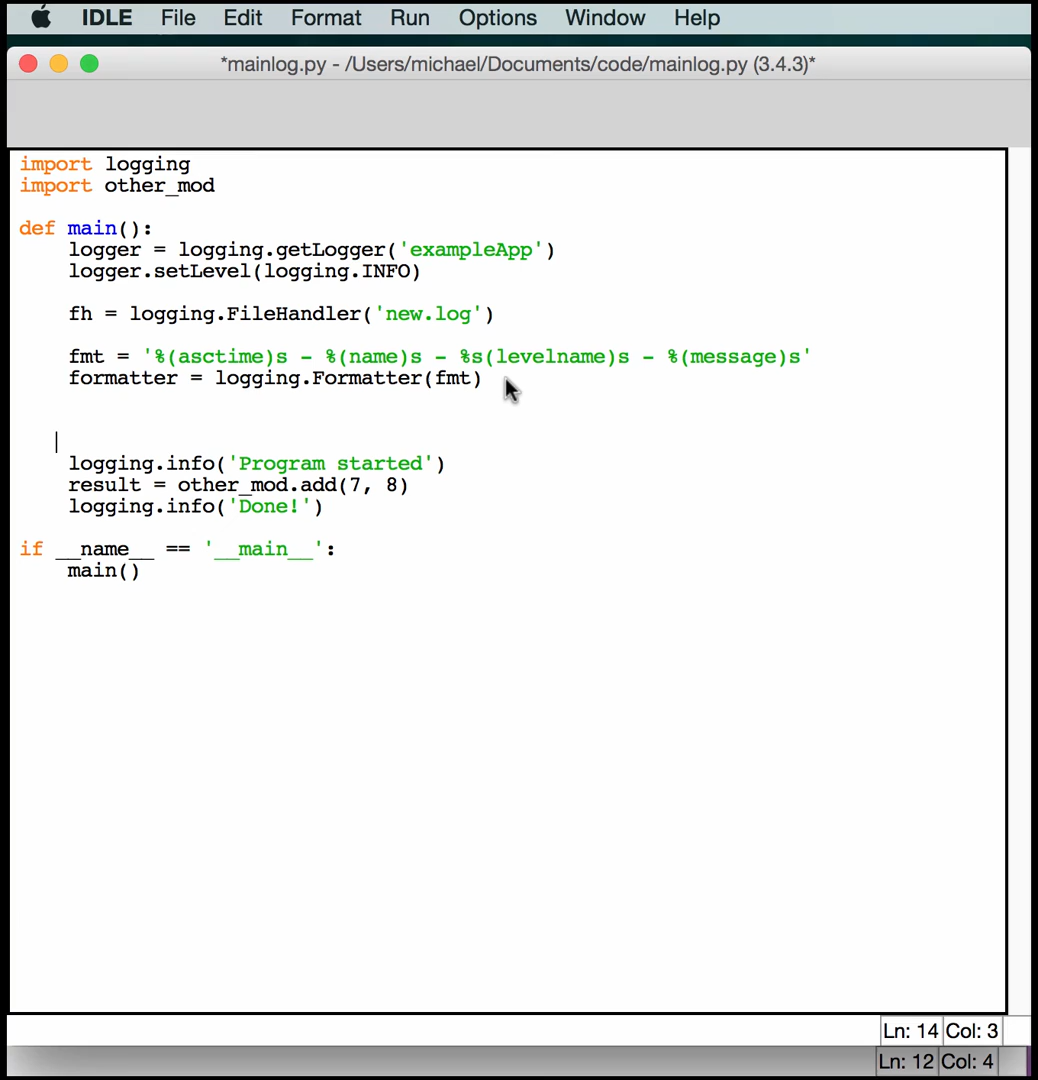 IDLE File Edit Format Run Options Window Help
*mainlog.py - /Users/michael/Documents/code/mainlog.py (3.4.3)*
import logging
import other_mod
def main():
logger = logging.getLogger('exampleApp')
logger.setLevel(logging.INFO)
fh = logging.FileHandler('new.log')
fmt = '%(asctime)s - %(name)s - %s(levelname)s - %(message)s'
formatter = logging.Formatter(fmt)
logging.info('Program started')
result = other_mod.add(7, 8)
logging.info('Done!')
if __name__ == '__main__':
main()
Ln: 14 Col: 3
Ln: 12 Col: 4